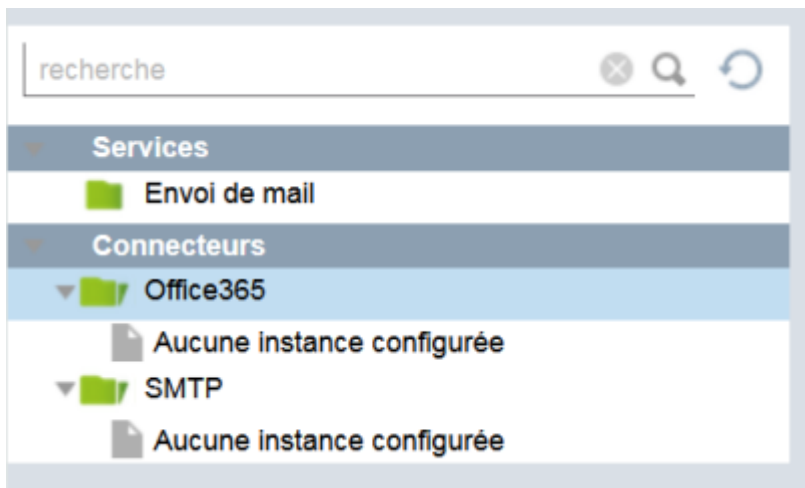 recherche
Services
Envoi de mail
Connecteurs
Office365
Aucune instance configurée
SMTP
Aucune instance configurée